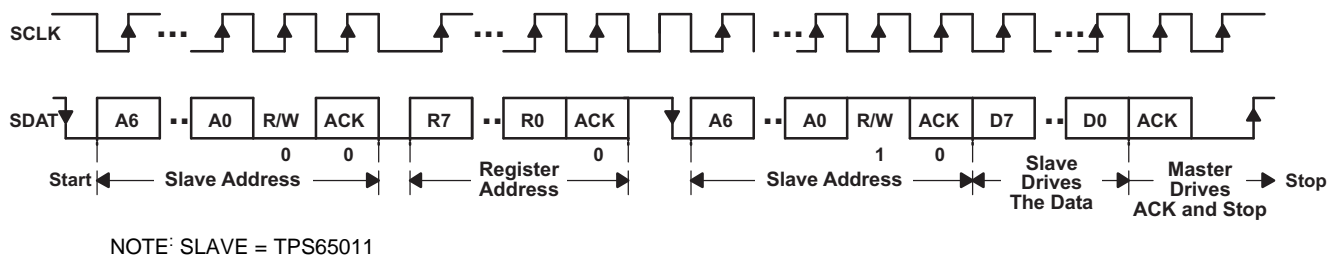 SCLK ... ... ... ...
SDAT A6 .. A0 R/W ACK R7 .. R0 ACK A6 .. A0 R/W ACK D7 .. D0 ACK
0 0 0 1 0
Start Slave Address Register Address Slave Address Slave Drives The Data Master Drives ACK and Stop Stop
NOTE: SLAVE = TPS65011